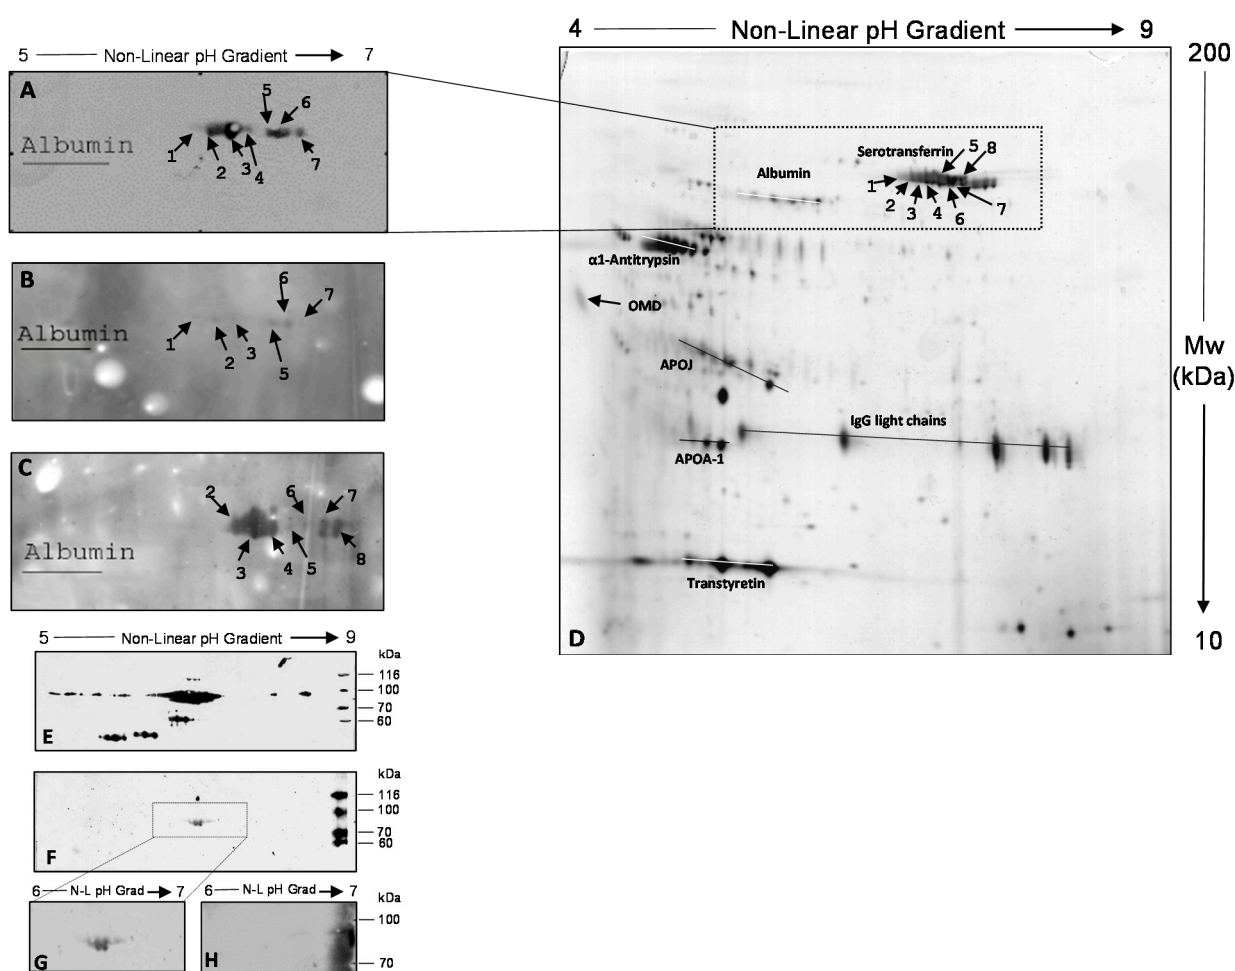 4 Non-Linear pH Gradient 9
5 Non-Linear pH Gradient 7
200
A
Albumin
1 2 3 4 5 6 7
Albumin
Serotransferrin
1 2 3 4 5 6 7 8
α1-Antitrypsin
OMD
APOJ
IgG light chains
APOA-1
Transtyretin
D
Mw
(kDa)
10
B
Albumin
1 2 3 5 6 7
C
Albumin
2 3 4 5 6 7 8
5 Non-Linear pH Gradient 9
kDa
116
100
70
60
E
kDa
116
100
70
60
F
6 N-L pH Grad 7
6 N-L pH Grad 7
kDa
100
70
G
H